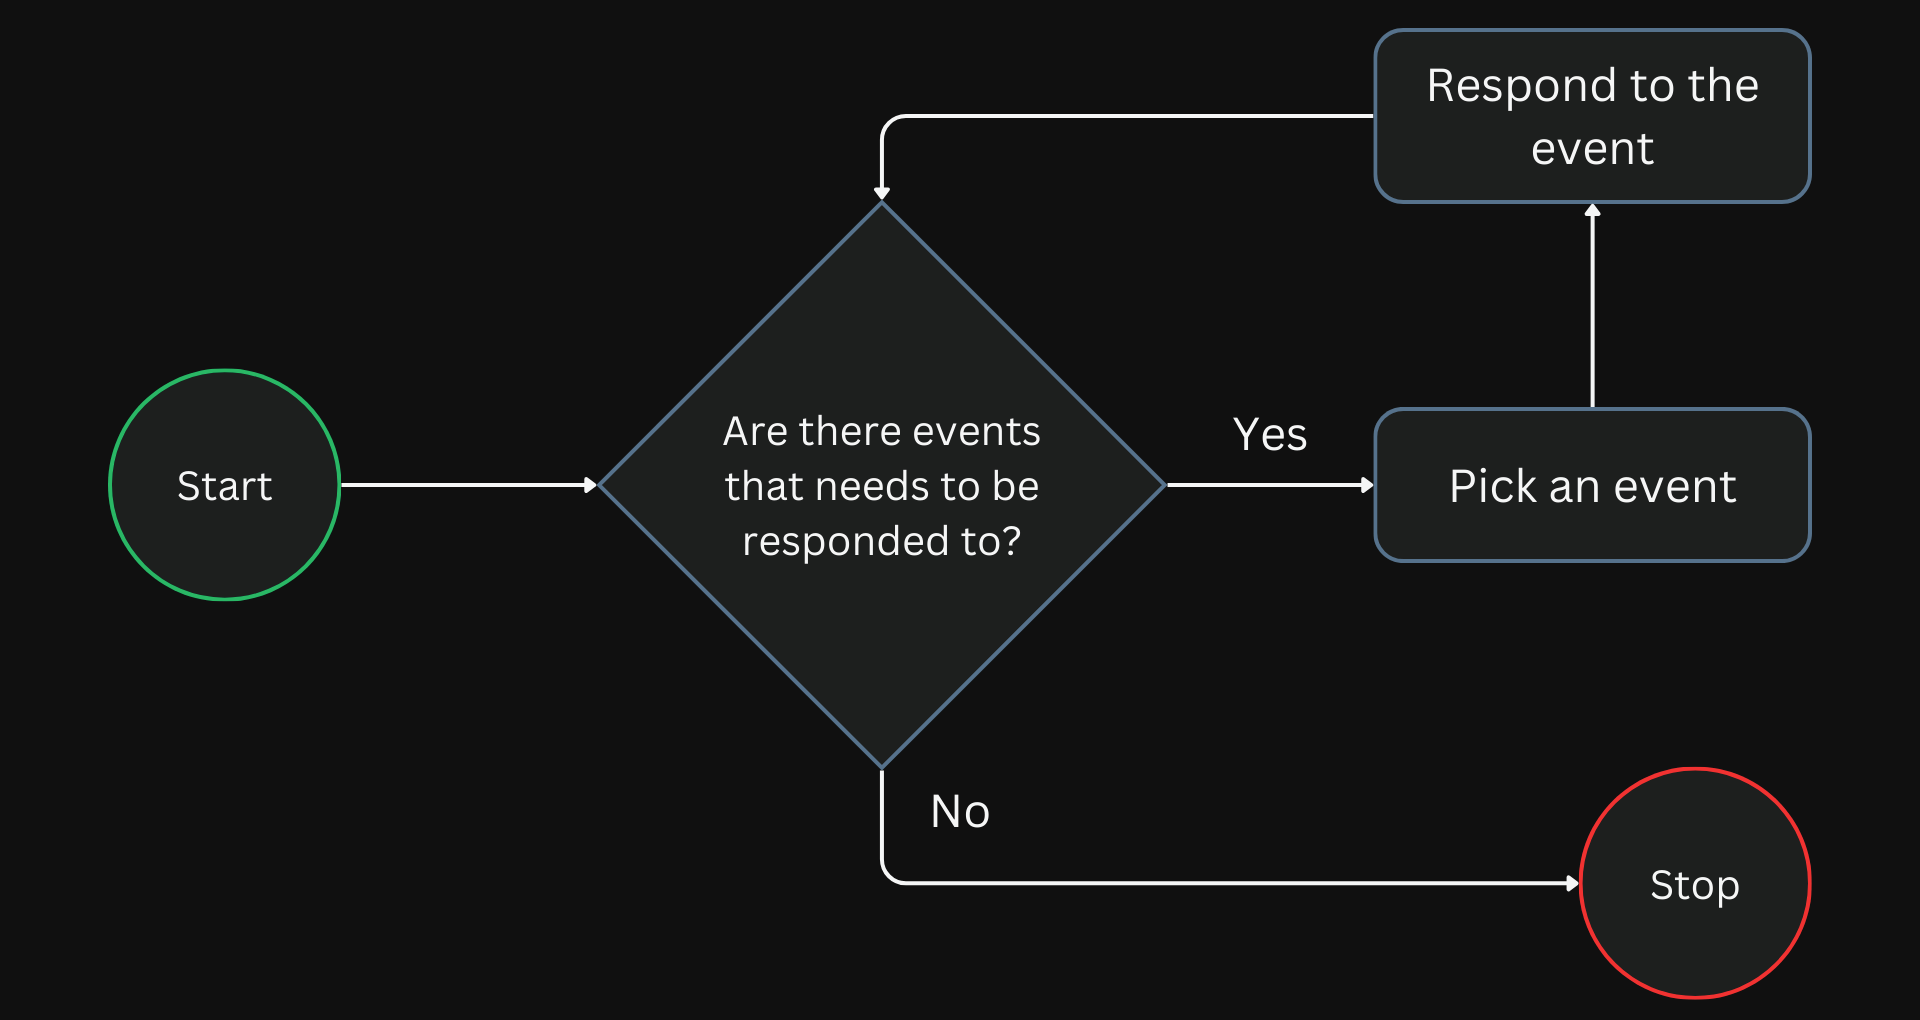 Respond to the
event
Start
Are there events
that needs to be
responded to?
Yes
Pick an event
No
Stop